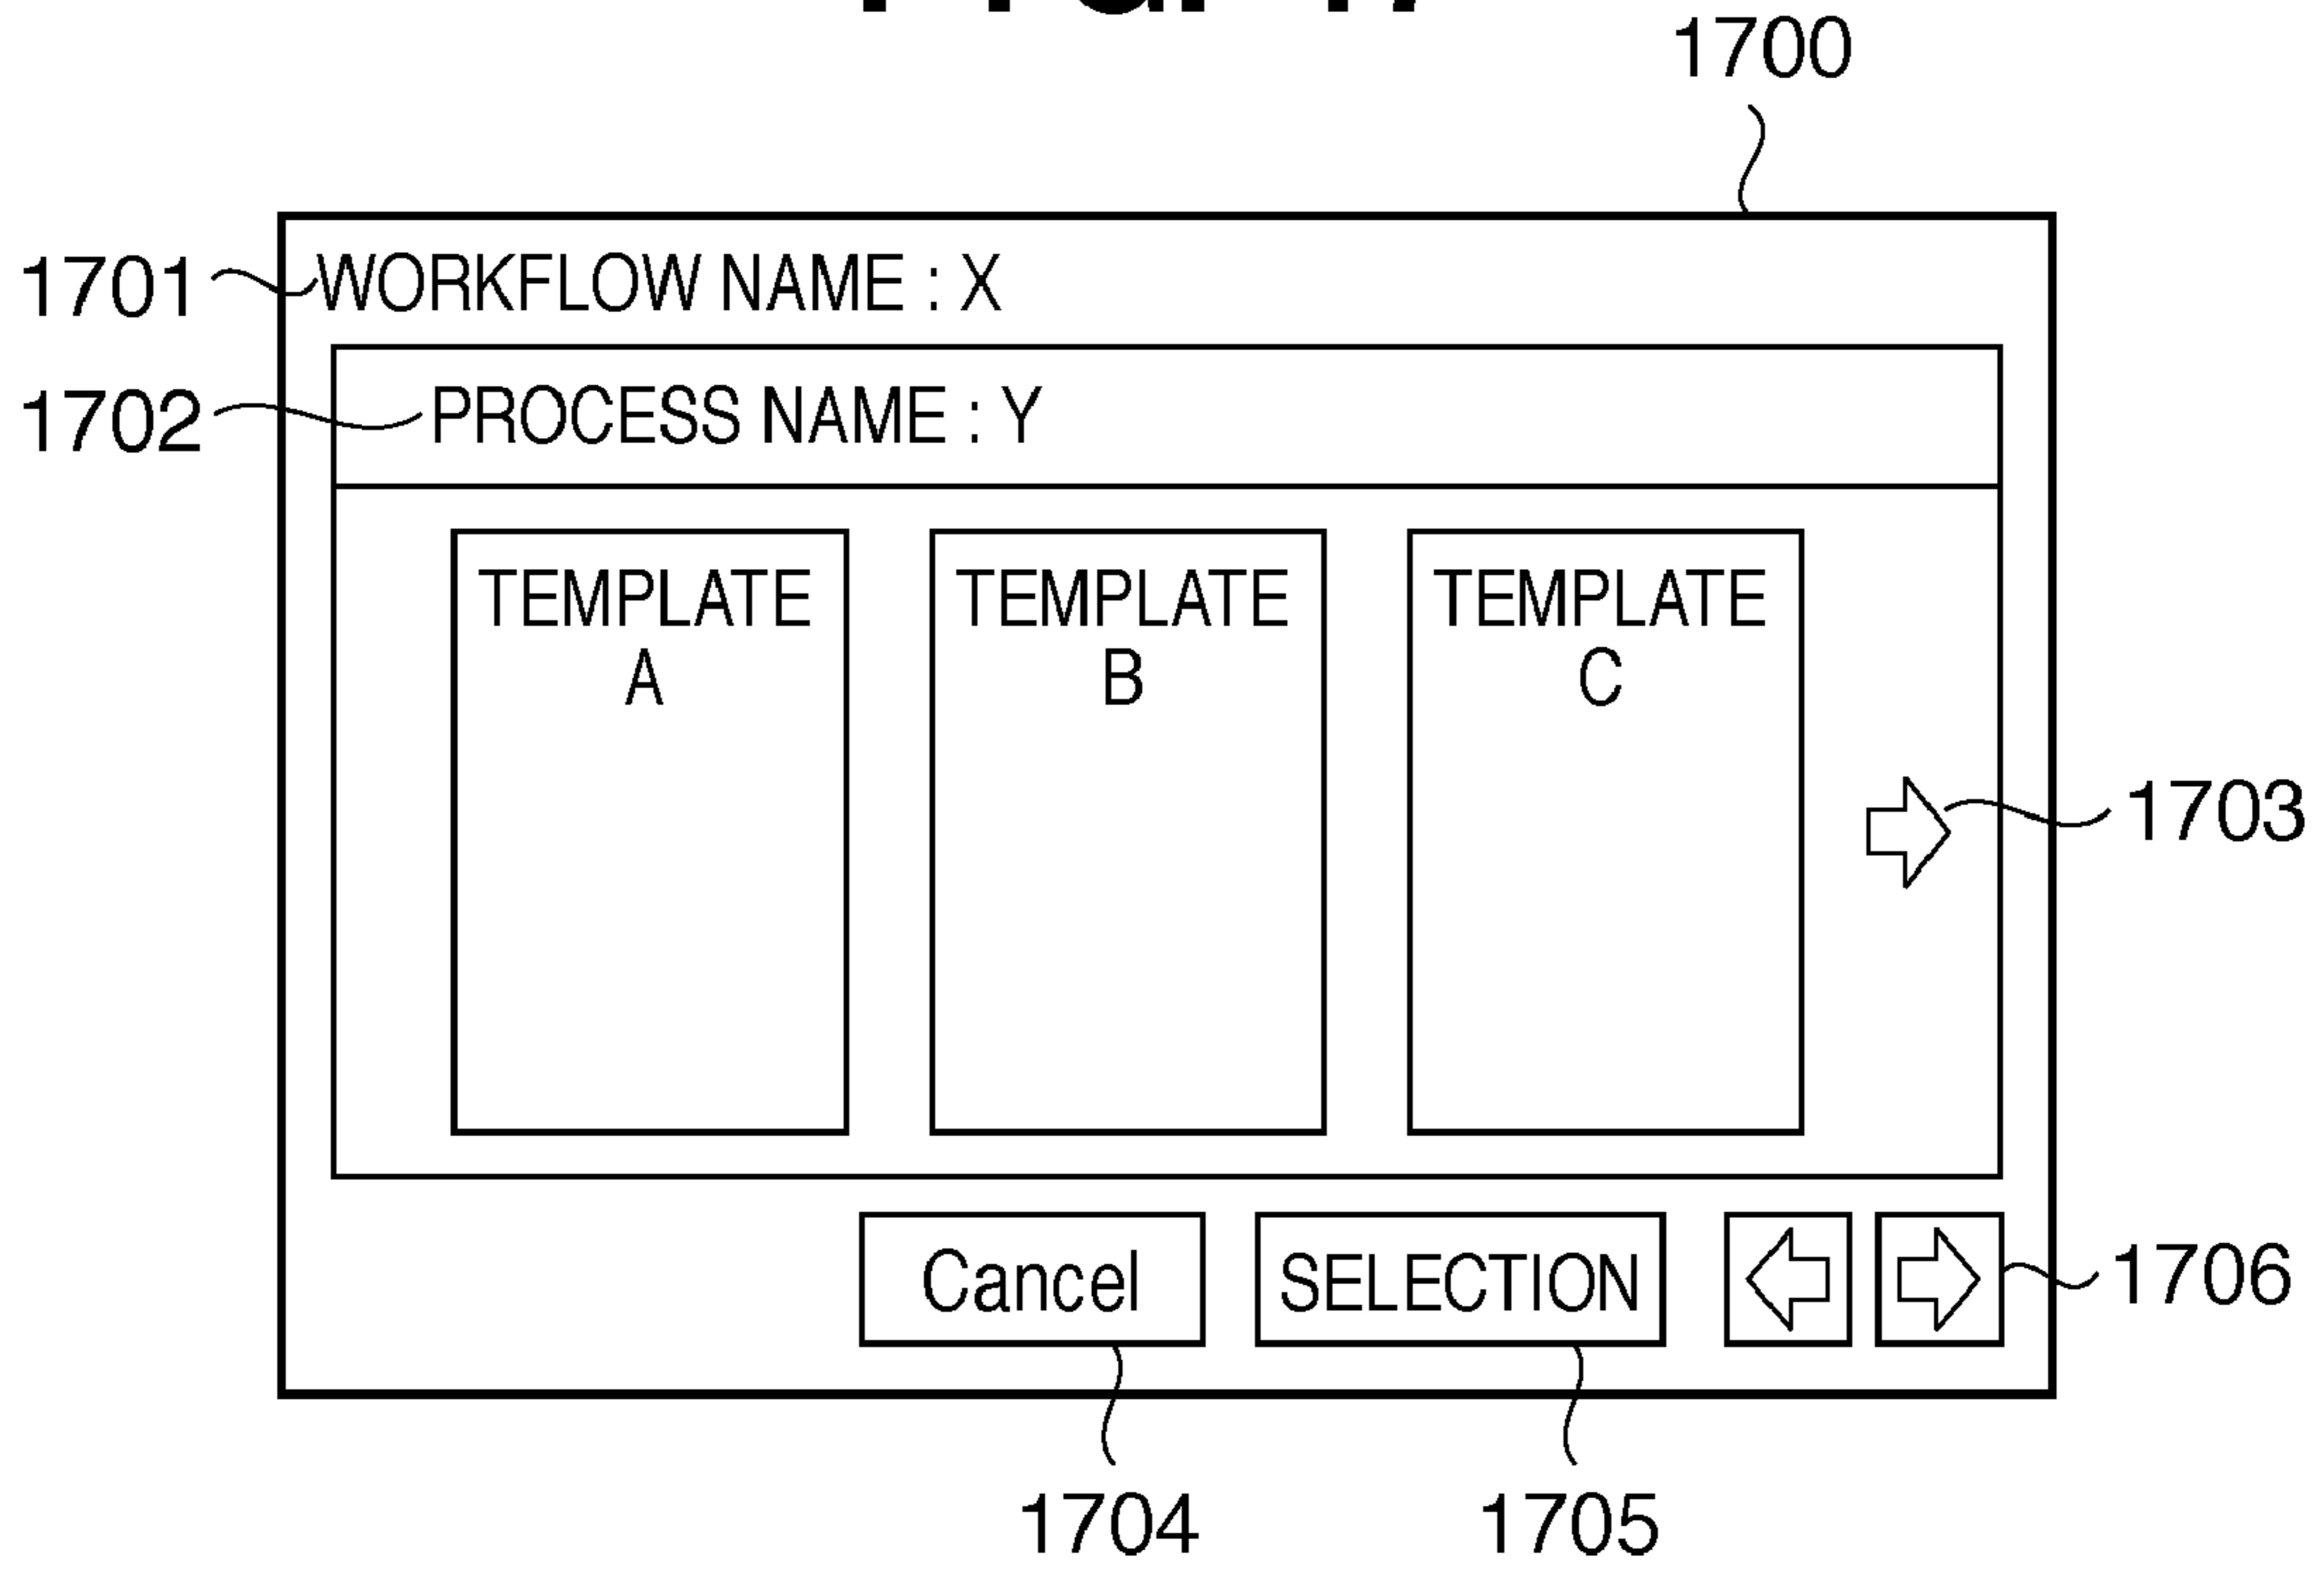 1700
1701 WORKFLOW NAME : X
1702 PROCESS NAME : Y
TEMPLATE A
TEMPLATE B
TEMPLATE C
1703
Cancel
SELECTION
1706
1704
1705